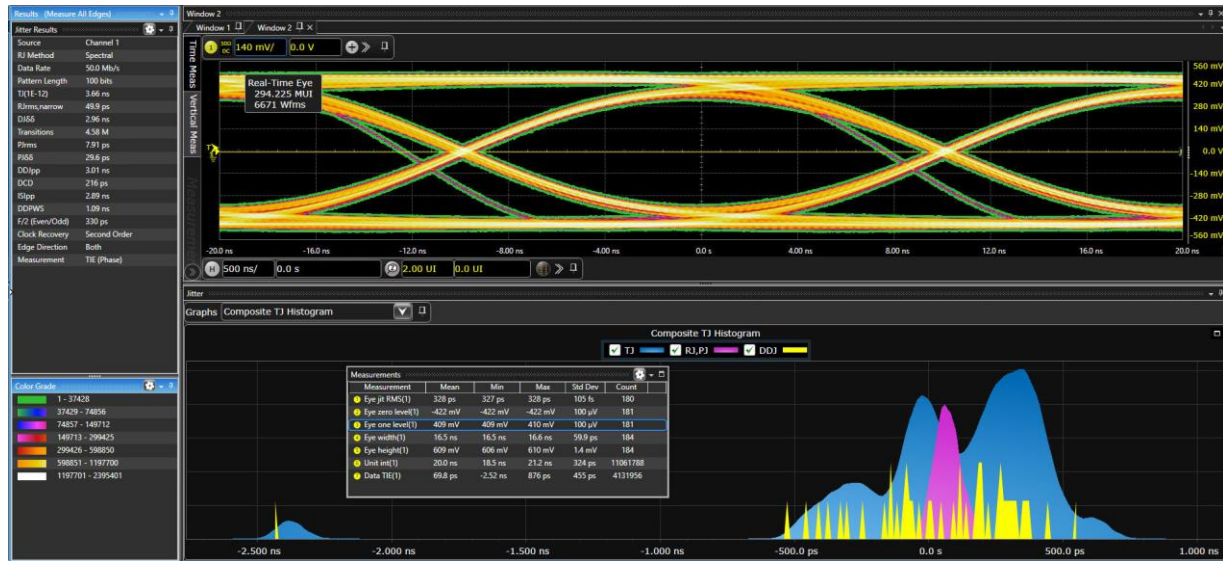 Results (Measure All Edges)
Jitter Results
Source Channel 1
RJ Method Spectral
Data Rate 50.0 Mb/s
Pattern Length 100 bits
TJ(1E-12) 3.66 ns
RJrms,narrow 49.9 ps
DJδδ 2.96 ns
Transitions 4.58 M
PJrms 7.91 ps
PJδδ 29.6 ps
DDJpp 3.01 ns
DCD 216 ps
ISIpp 2.89 ns
DDPWS 1.09 ns
F/2 (Even/Odd) 330 ps
Clock Recovery Second Order
Edge Direction Both
Measurement TIE (Phase)
Color Grade
1 - 37428
37429 - 74856
74857 - 149712
149713 - 299425
299426 - 598850
598851 - 1197700
1197701 - 2395401
Window 2
Window 1 Window 2
Time Meas
Vertical Meas
Measurements
1 DC 140 mV/ 0.0 V
Real-Time Eye
294.225 MUI
6671 Wfms
560 mV
420 mV
280 mV
140 mV
0.0 V
-140 mV
-280 mV
-420 mV
-560 mV
-20.0 ns -16.0 ns -12.0 ns -8.00 ns -4.00 ns 0.0 s 4.00 ns 8.00 ns 12.0 ns 16.0 ns 20.0 ns
H 500 ns/ 0.0 s 2.00 UI 0.0 UI
Jitter
Graphs Composite TJ Histogram
Composite TJ Histogram
TJ RJ,PJ DDJ
Measurements
Measurement Mean Min Max Std Dev Count
1 Eye jit RMS(1) 328 ps 327 ps 328 ps 105 fs 180
2 Eye zero level(1) -422 mV -422 mV -422 mV 100 µV 181
3 Eye one level(1) 409 mV 409 mV 410 mV 100 µV 181
4 Eye width(1) 16.5 ns 16.5 ns 16.6 ns 59.9 ps 184
5 Eye height(1) 609 mV 606 mV 610 mV 1.4 mV 184
6 Unit int(1) 20.0 ns 18.5 ns 21.2 ns 324 ps 11061788
7 Data TIE(1) 69.8 ps -2.52 ns 876 ps 455 ps 4131956
-2.500 ns -2.000 ns -1.500 ns -1.000 ns -500.0 ps 0.0 s 500.0 ps 1.000 ns